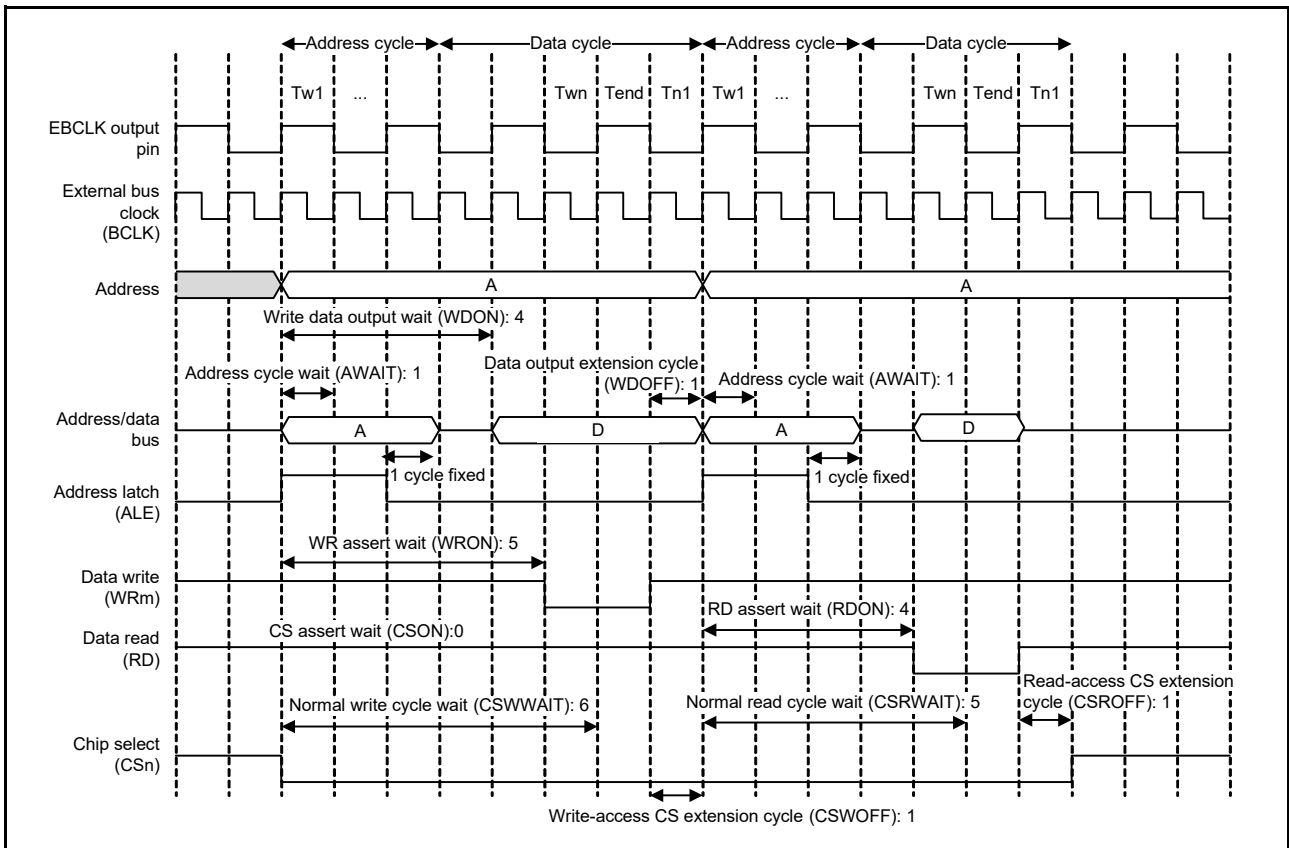 Address cycle
Data cycle
Address cycle
Data cycle
Tw1
...
Twn
Tend
Tn1
Tw1
...
Twn
Tend
Tn1
EBCLK output
pin
External bus
clock
(BCLK)
Address
A
A
Write data output wait (WDON): 4
Data output extension cycle
(WDOFF): 1
Address cycle wait (AWAIT): 1
Address cycle wait (AWAIT): 1
Address/data
bus
A
D
A
D
1 cycle fixed
1 cycle fixed
Address latch
(ALE)
WR assert wait (WRON): 5
Data write
(WRm)
RD assert wait (RDON): 4
CS assert wait (CSON):0
Data read
(RD)
Read-access CS extension
cycle (CSROFF): 1
Normal write cycle wait (CSWWAIT): 6
Normal read cycle wait (CSRWAIT): 5
Chip select
(CSn)
Write-access CS extension cycle (CSWOFF): 1